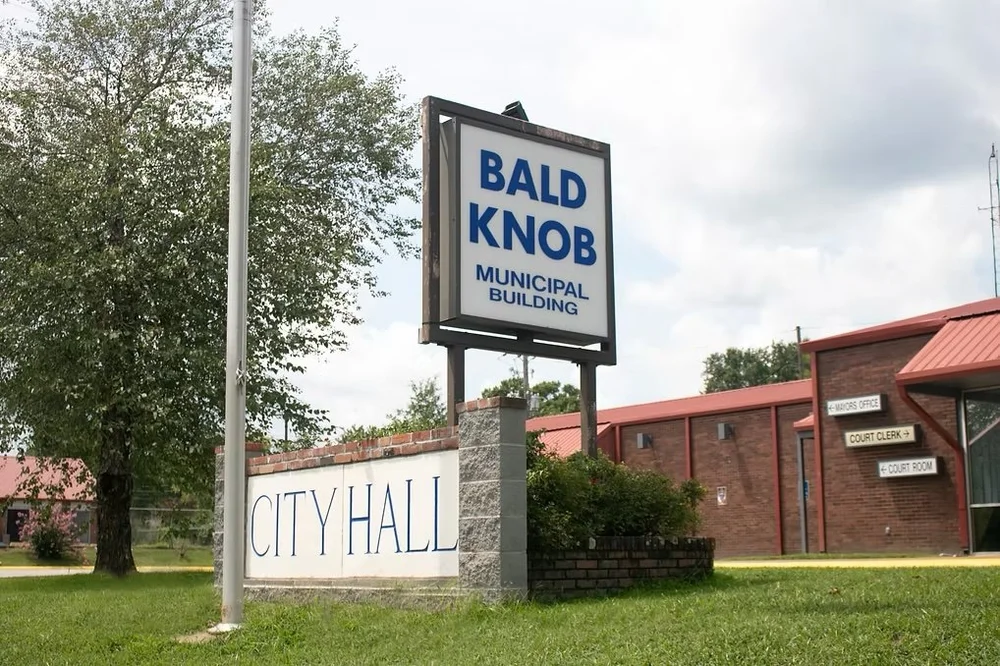 BALD
KNOB
MUNICIPAL
BUILDING
CITY HALL
←MAYORS OFFICE
COURT CLERK→
←COURT ROOM